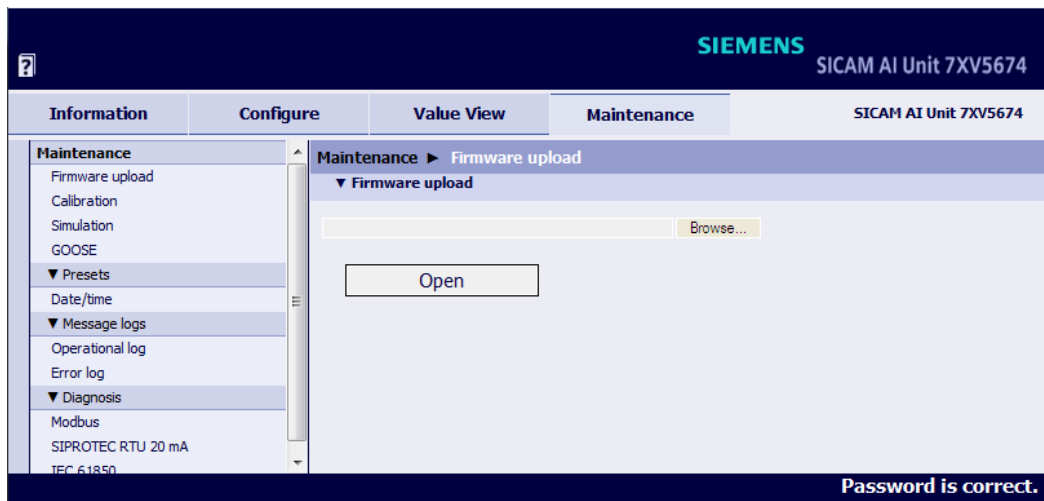 SIEMENS
SICAM AI Unit 7XV5674
?
Information
Configure
Value View
Maintenance
SICAM AI Unit 7XV5674
Maintenance
Firmware upload
Calibration
Simulation
GOOSE
▼ Presets
Date/time
▼ Message logs
Operational log
Error log
▼ Diagnosis
Modbus
SIPROTEC RTU 20 mA
IEC 61850
Maintenance ► Firmware upload
▼ Firmware upload
Browse...
Open
Password is correct.